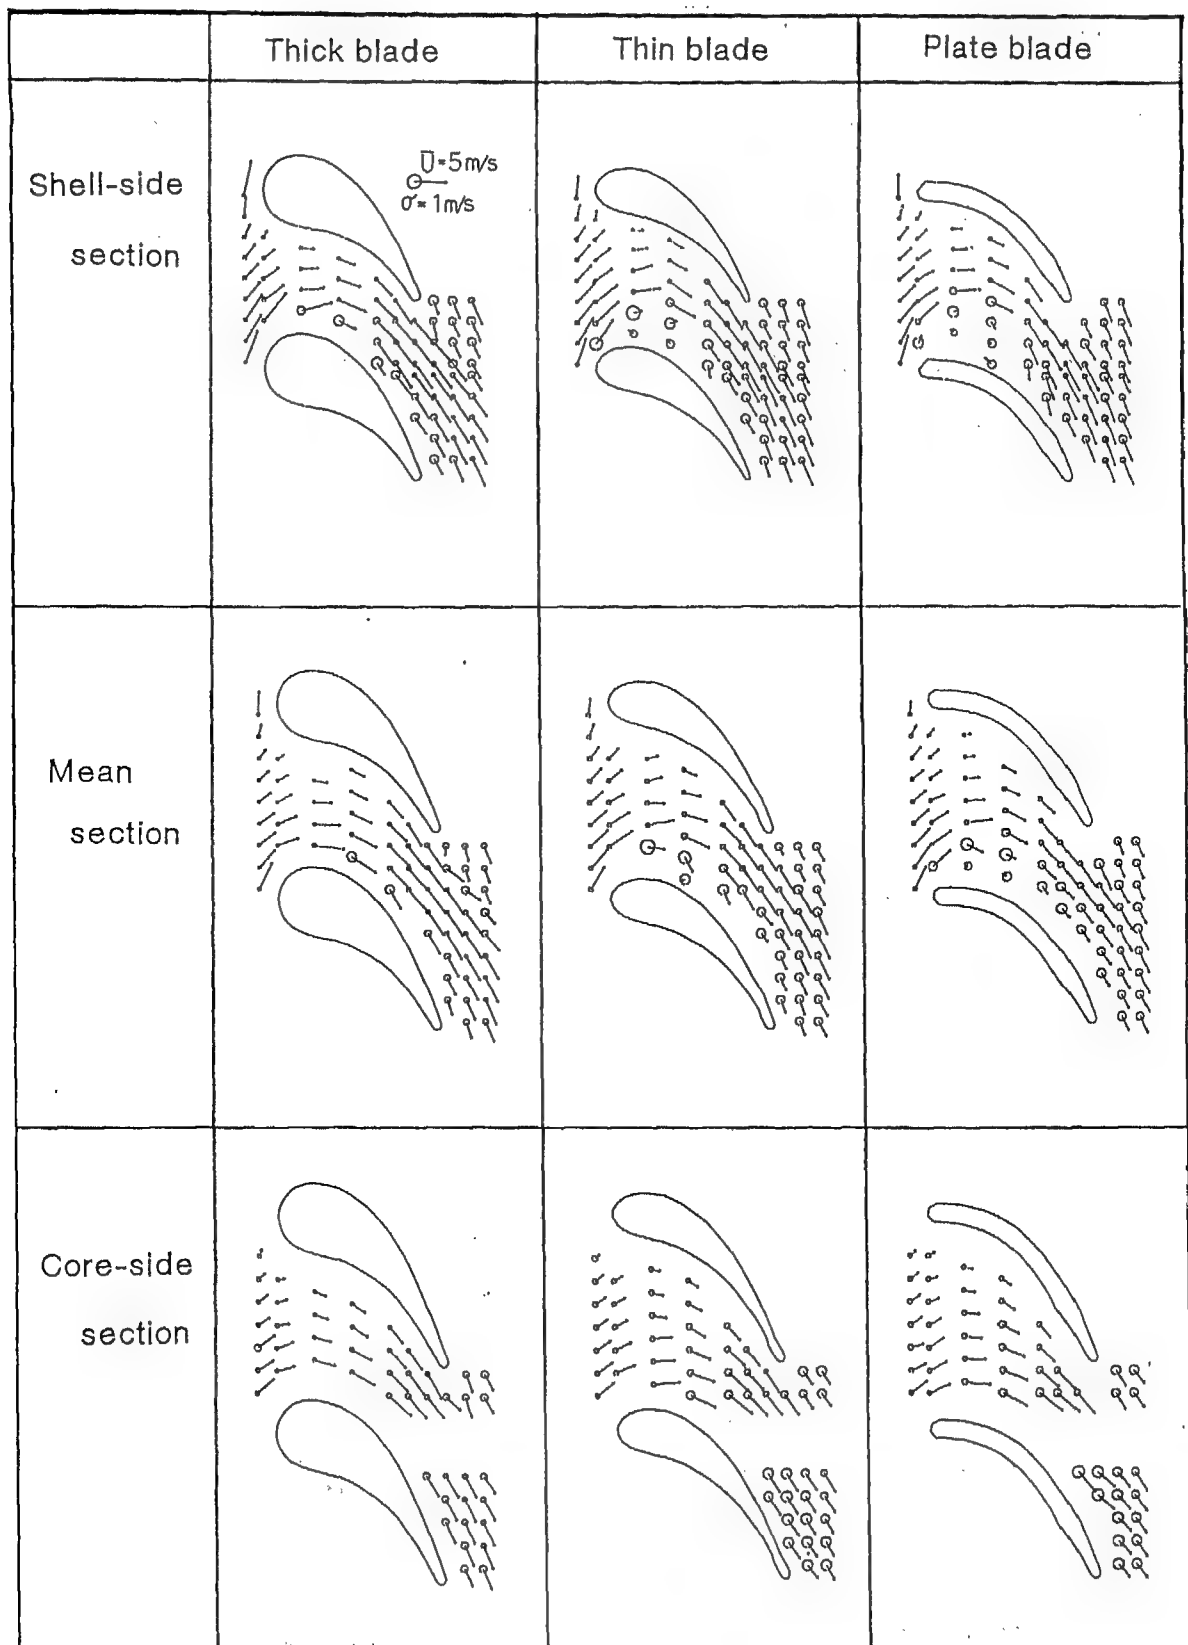 Thick blade
Thin blade
Plate blade
Shell-side
section
Ū=5m/s
σ=1m/s
Mean
section
Core-side
section